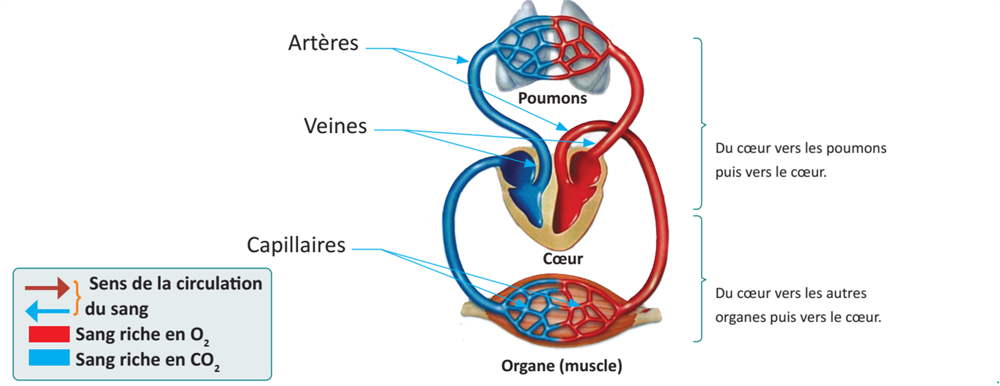 Artères
Poumons
Veines
Du cœur vers les poumons
puis vers le cœur.
Capillaires
Cœur
Sens de la circulation
du sang
Sang riche en O₂
Sang riche en CO₂
Du cœur vers les autres
organes puis vers le cœur.
Organe (muscle)